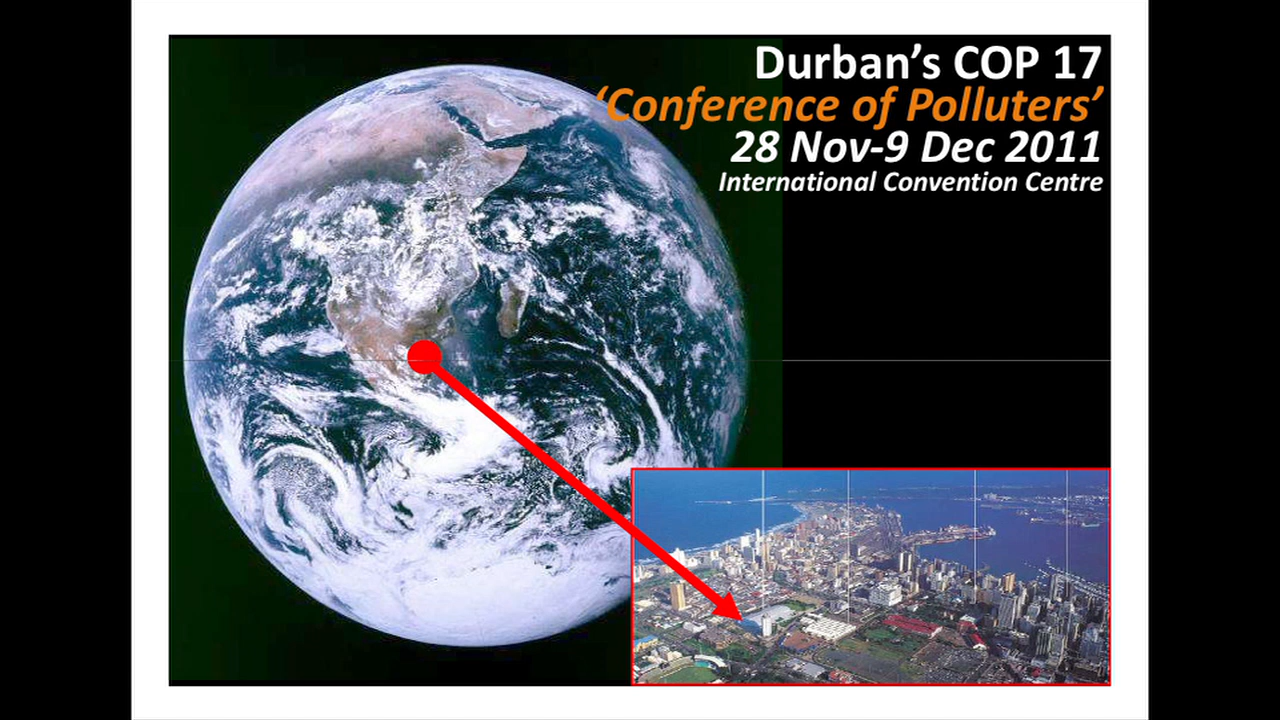 Durban’s COP 17
‘Conference of Polluters’
28 Nov-9 Dec 2011
International Convention Centre